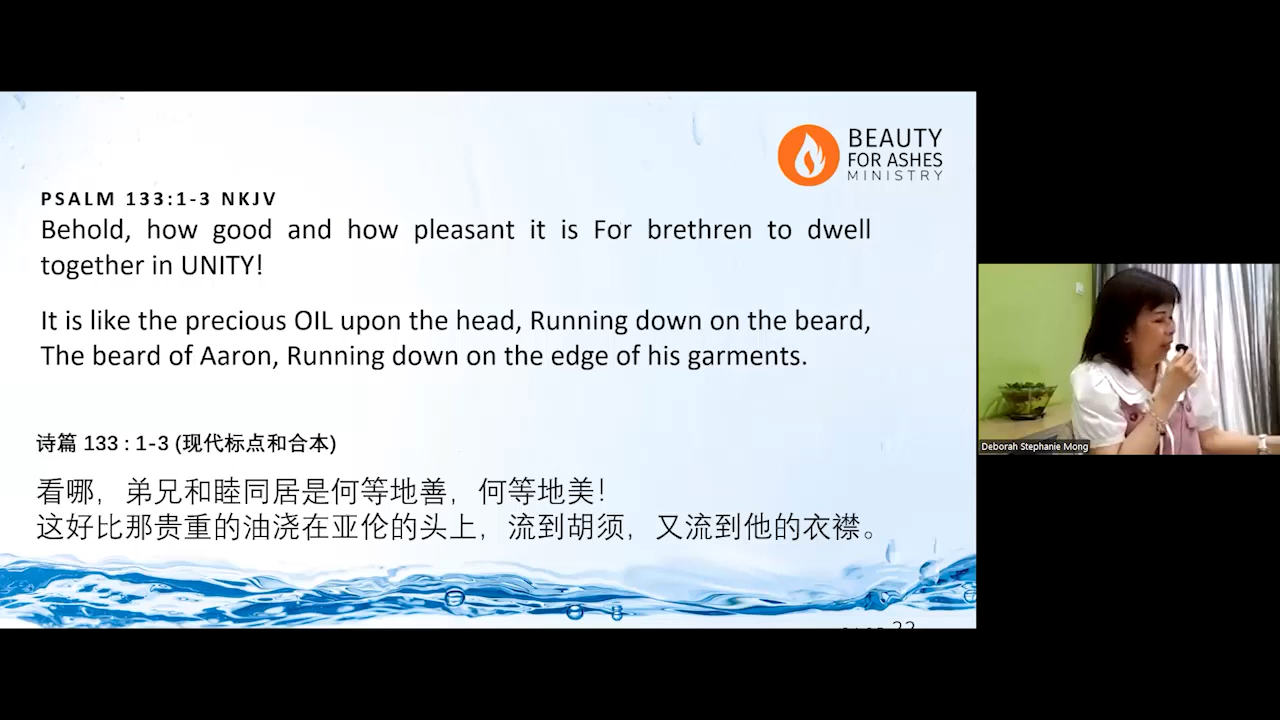 BEAUTY
FOR ASHES
MINISTRY
PSALM 133:1-3 NKJV
Behold, how good and how pleasant it is For brethren to dwell
together in UNITY!
It is like the precious OIL upon the head, Running down on the beard,
The beard of Aaron, Running down on the edge of his garments.
诗篇 133 : 1-3 (现代标点和合本)
看哪，弟兄和睦同居是何等地善，何等地美！
这好比那贵重的油浇在亚伦的头上，流到胡须，又流到他的衣襟。
Deborah Stephanie Mong